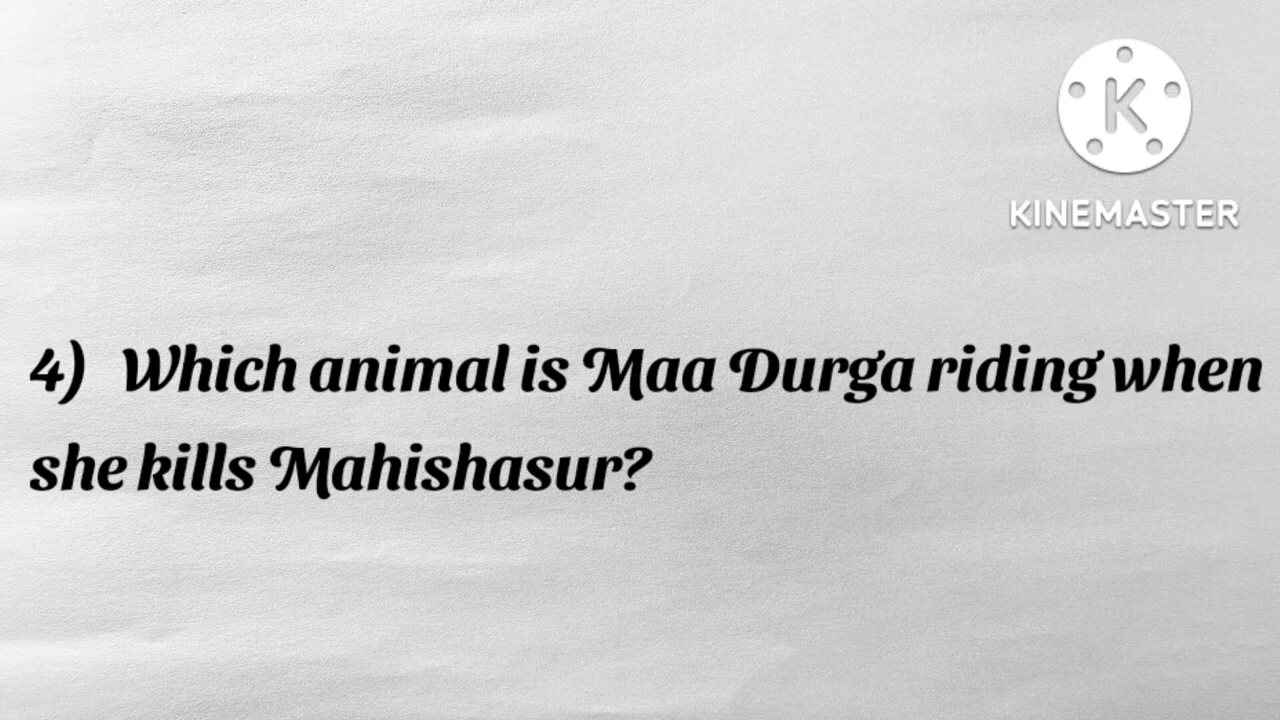 KINEMASTER
4) Which animal is Maa Durga riding when
she kills Mahishasur?